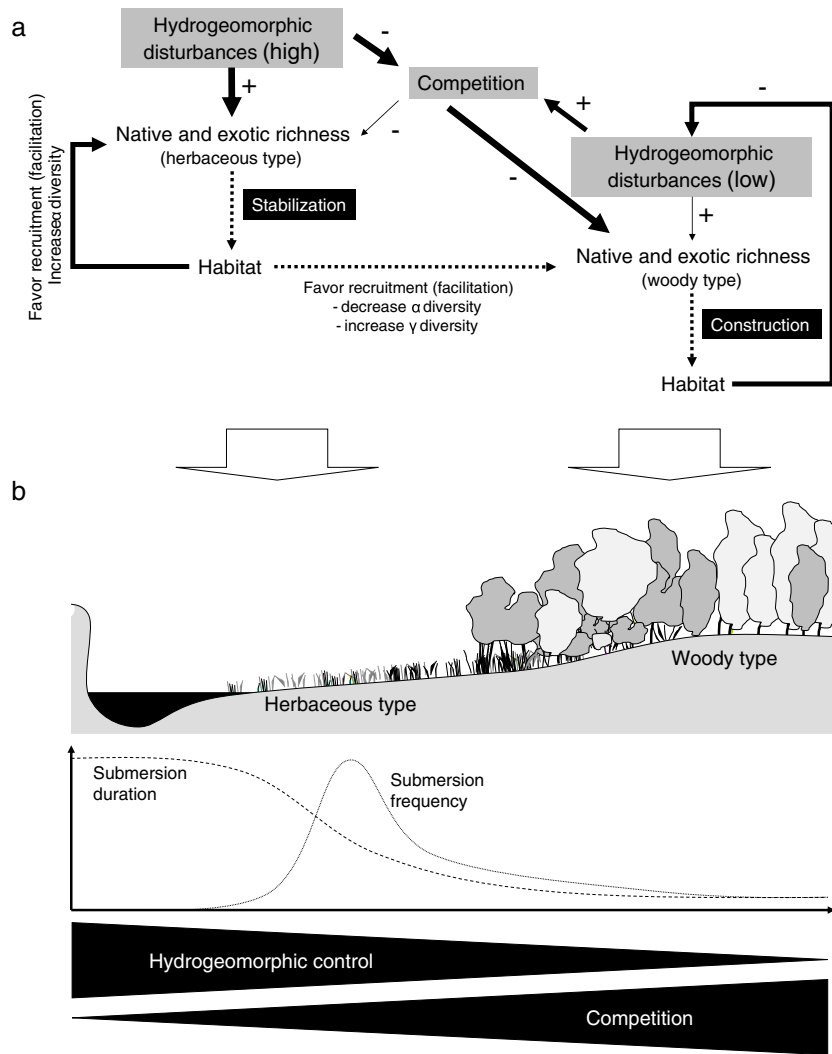 a
Hydrogeomorphic
disturbances (high)
-
Competition
+
+
-
Native and exotic richness
(herbaceous type)
-
-
Hydrogeomorphic
disturbances (low)
Favor recruitment (facilitation)
Increaseα diversity
Stabilization
+
Native and exotic richness
(woody type)
Habitat
Favor recruitment (facilitation)
- decrease α diversity
- increase γ diversity
Construction
Habitat
b
Woody type
Herbaceous type
Submersion
duration
Submersion
frequency
Hydrogeomorphic control
Competition